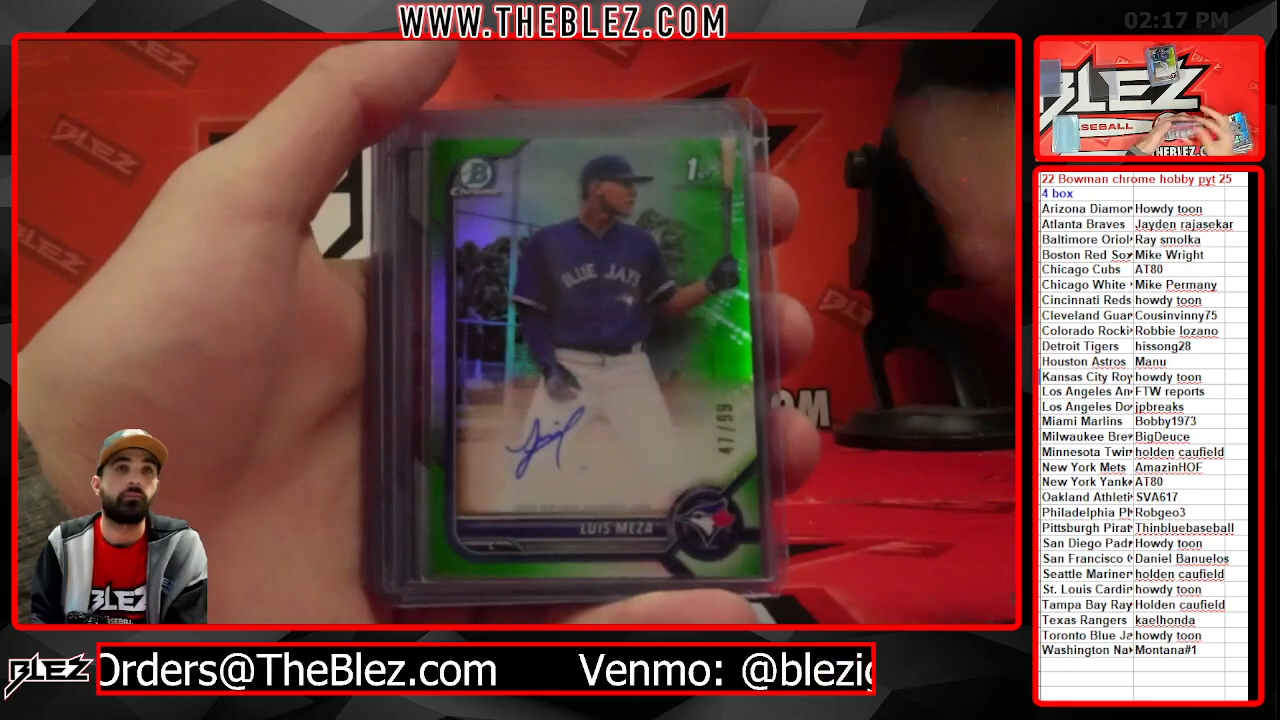 WWW.THEBLEZ.COM
02:17 PM
BLEZ
BASEBALL
22 Bowman chrome hobby pyt 25
4 box
Arizona Diamor Howdy toon
Atlanta Braves Jayden rajasekar
Baltimore Oriol Ray smolka
Boston Red Sox Mike Wright
Chicago Cubs AT80
Chicago White Mike Permany
Cincinnati Reds howdy toon
Cleveland Guar Cousinvinny75
Colorado Rocki Robbie lozano
Detroit Tigers hissong28
Houston Astros Manu
Kansas City Roy howdy toon
Los Angeles An FTW reports
Los Angeles Do jpbreaks
Miami Marlins Bobby1973
Milwaukee Brew BigDeuce
Minnesota Twin holden caufield
New York Mets AmazinHOF
New York Yank AT80
Oakland Athleti SVA617
Philadelphia Ph Robgeo3
Pittsburgh Pirat Thinbluebaseball
San Diego Padr Howdy toon
San Francisco Daniel Banuelos
Seattle Mariner holden caufield
St. Louis Cardin howdy toon
Tampa Bay Ray Holden caufield
Texas Rangers kaelhonda
Toronto Blue Ja howdy toon
Washington Na Montana#1
1st
BLUE JAYS
47/99
LUIS MEZA
BLEZ
BLEZ
Orders@TheBlez.com Venmo: @blezig